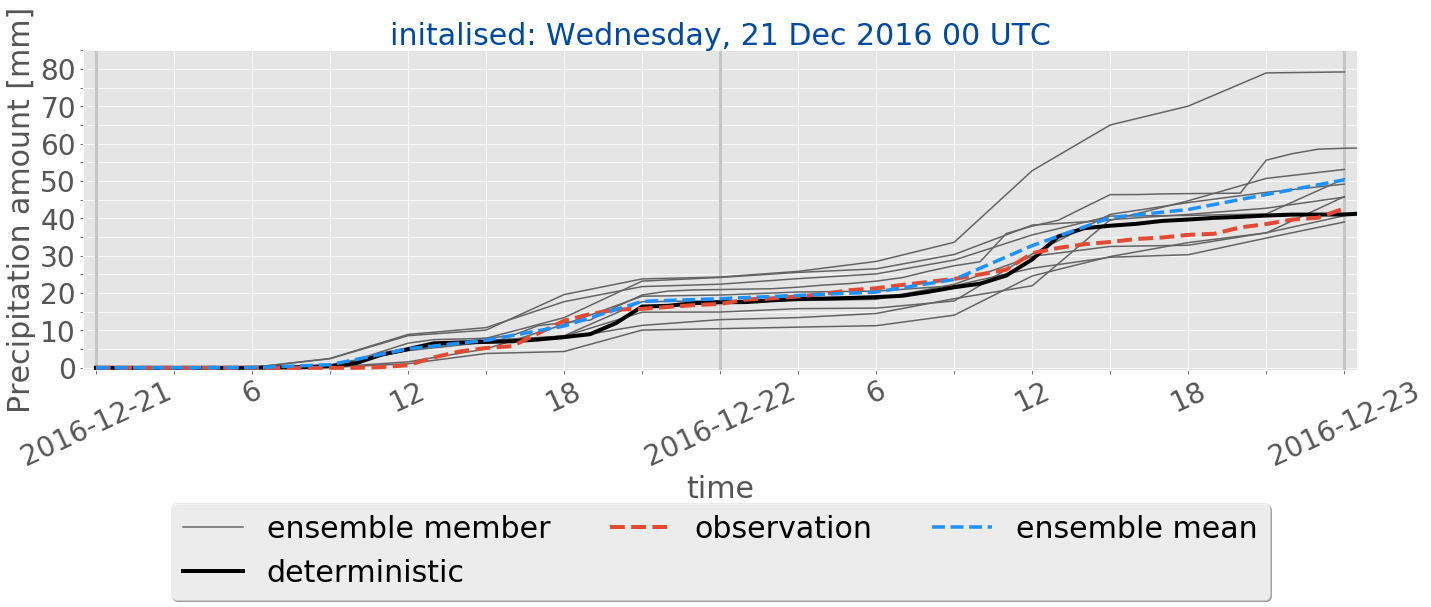 initalised: Wednesday, 21 Dec 2016 00 UTC
Precipitation amount [mm]
80
70
60
50
40
30
20
10
0
2016-12-21 6 12 18 2016-12-22 6 12 18 2016-12-23
time
ensemble member observation ensemble mean
deterministic